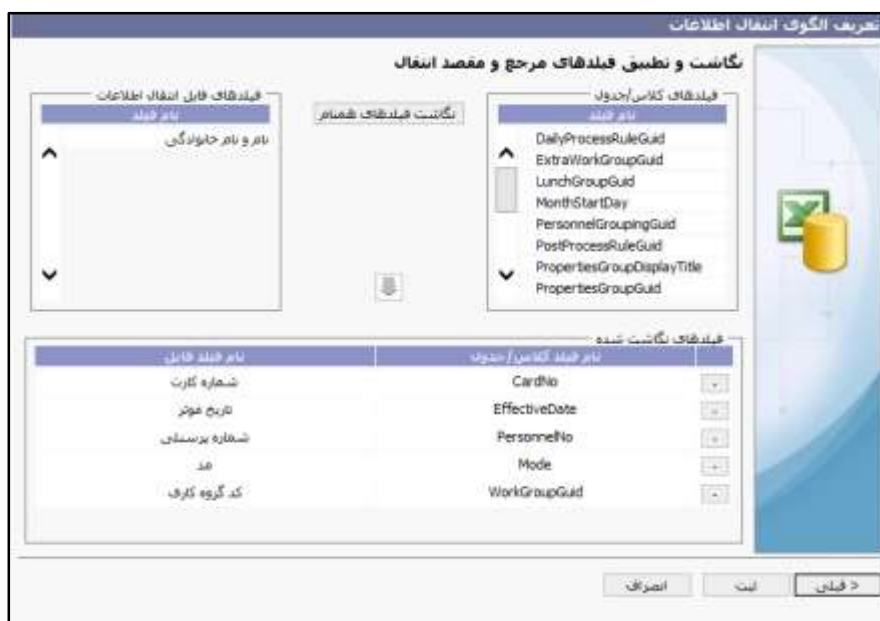 تعریف الگوی انتقال اطلاعات
نگاشت و تطبیق فیلدهای مرجع و مقصد انتقال
فیلدهای کلاس/جدول
نام فیلد
DailyProcessRuleGuid
ExtraWorkGroupGuid
LunchGroupGuid
MonthStartDay
PersonnelGroupingGuid
PostProcessRuleGuid
PropertiesGroupDisplayTitle
PropertiesGroupGuid
نگاشت فیلدهای همنام
فیلدهای فایل انتقال اطلاعات
نام فیلد
نام و نام خانوادگی
فیلدهای نگاشت شده
نام فیلد کلاس/جدول نام فیلد فایل
CardNo شماره کارت
EffectiveDate تاریخ موثر
PersonnelNo شماره پرسنلی
Mode مد
WorkGroupGuid کد گروه کاری
< قبلی ثبت انصراف